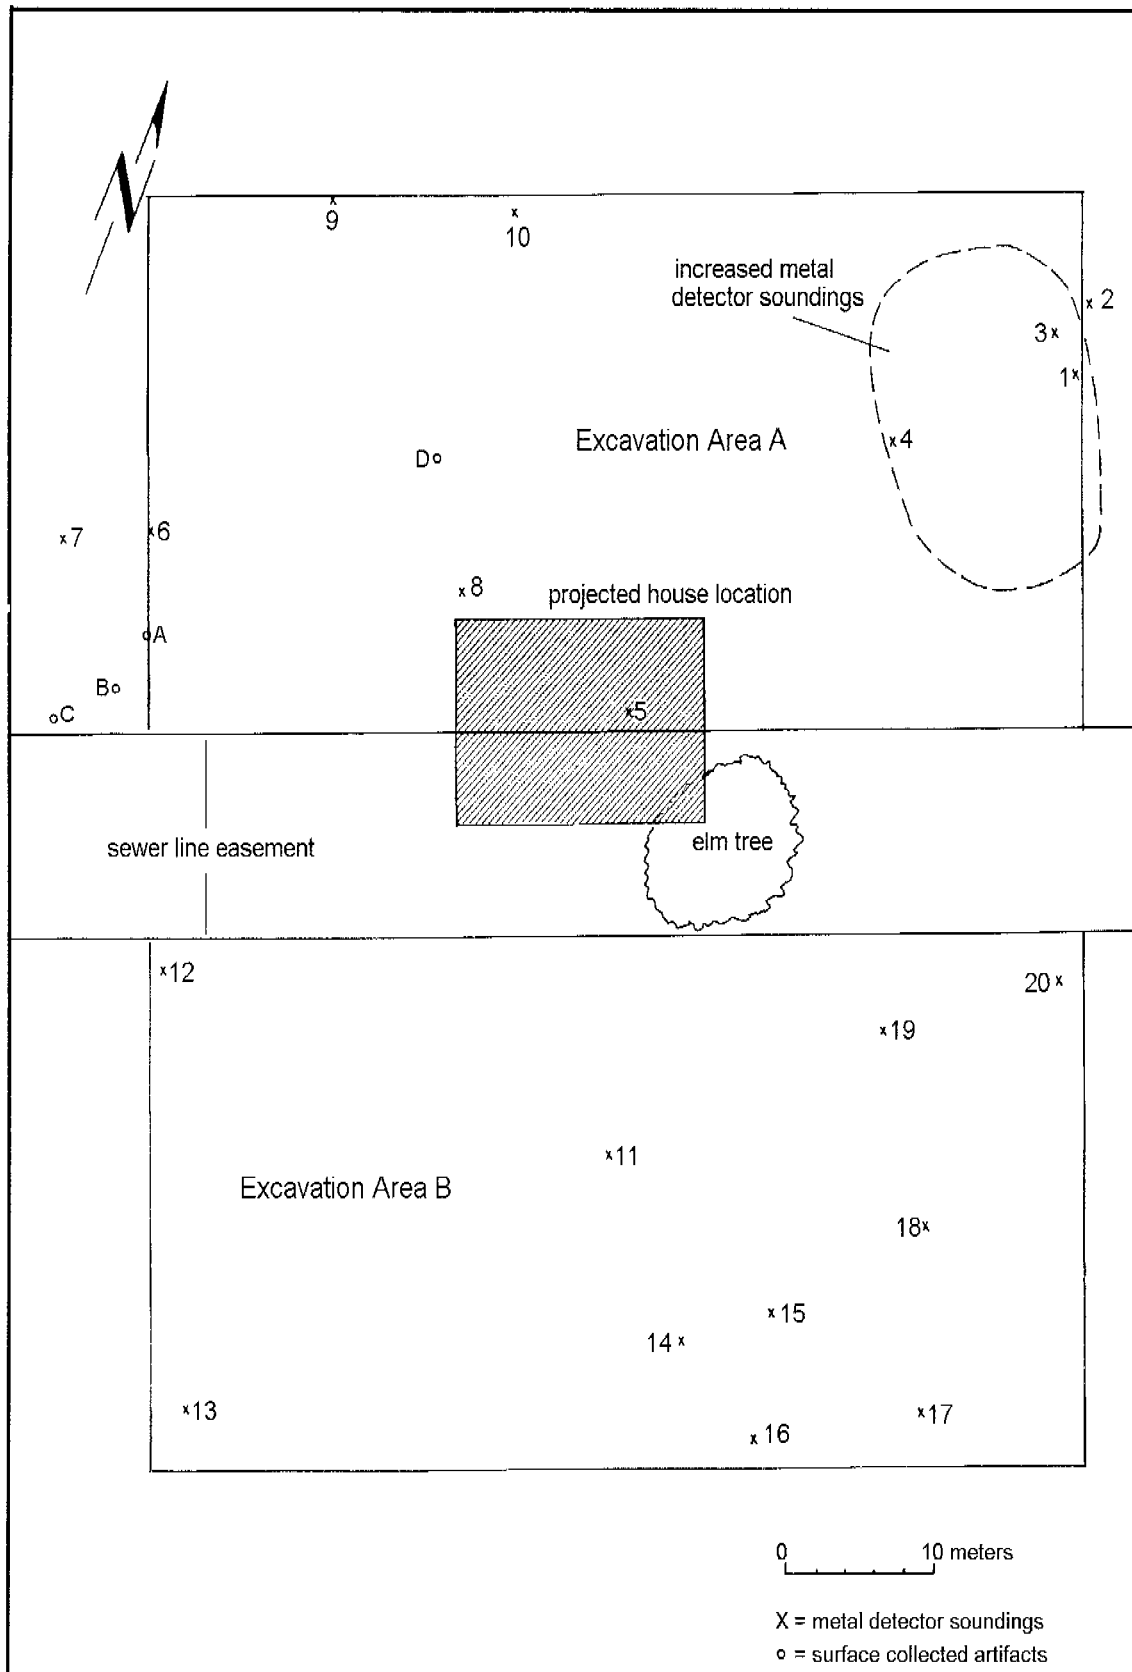 N
9
10
increased metal
detector soundings
2
3
1
4
Excavation Area A
D
7
6
8
projected house location
A
B
C
5
sewer line easement
elm tree
12
20
19
11
Excavation Area B
18
15
14
13
17
16
0 10 meters
X = metal detector soundings
o = surface collected artifacts